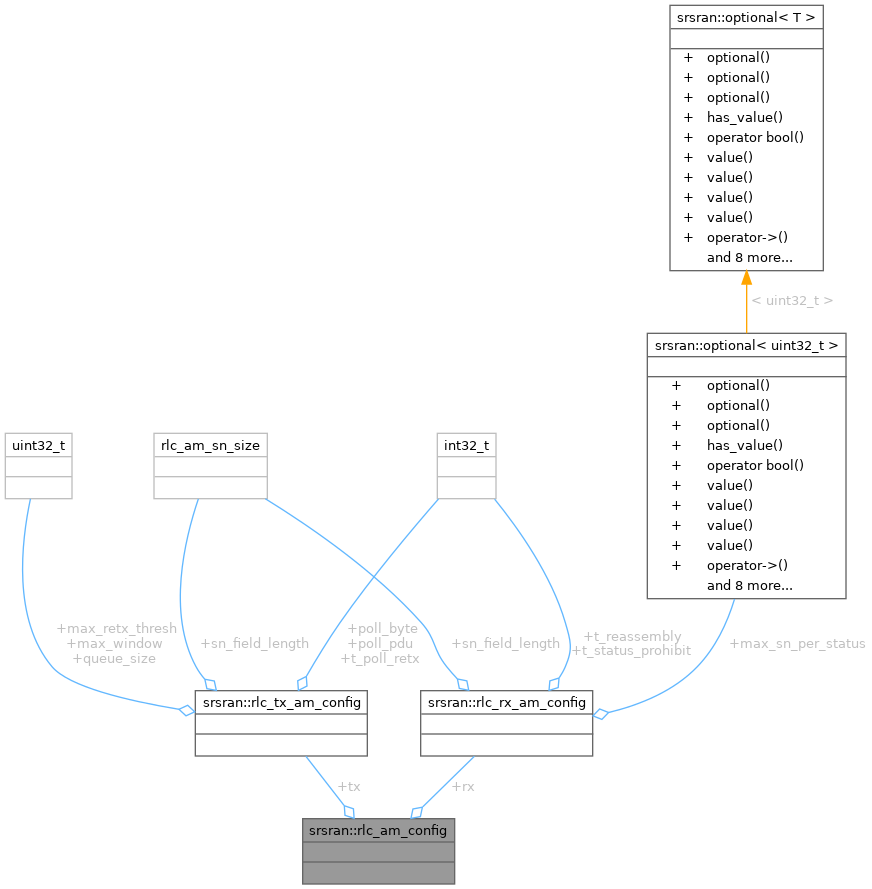 srsran::optional< T >
+ optional()
+ optional()
+ optional()
+ has_value()
+ operator bool()
+ value()
+ value()
+ value()
+ value()
+ operator->()
and 8 more...
< uint32_t >
srsran::optional< uint32_t >
+ optional()
+ optional()
+ optional()
+ has_value()
+ operator bool()
+ value()
+ value()
+ value()
+ value()
+ operator->()
and 8 more...
uint32_t
rlc_am_sn_size
int32_t
+max_retx_thresh
+max_window
+queue_size
+sn_field_length
+poll_byte
+poll_pdu
+t_poll_retx
+sn_field_length
+t_reassembly
+t_status_prohibit
+max_sn_per_status
srsran::rlc_tx_am_config
srsran::rlc_rx_am_config
+tx
+rx
srsran::rlc_am_config